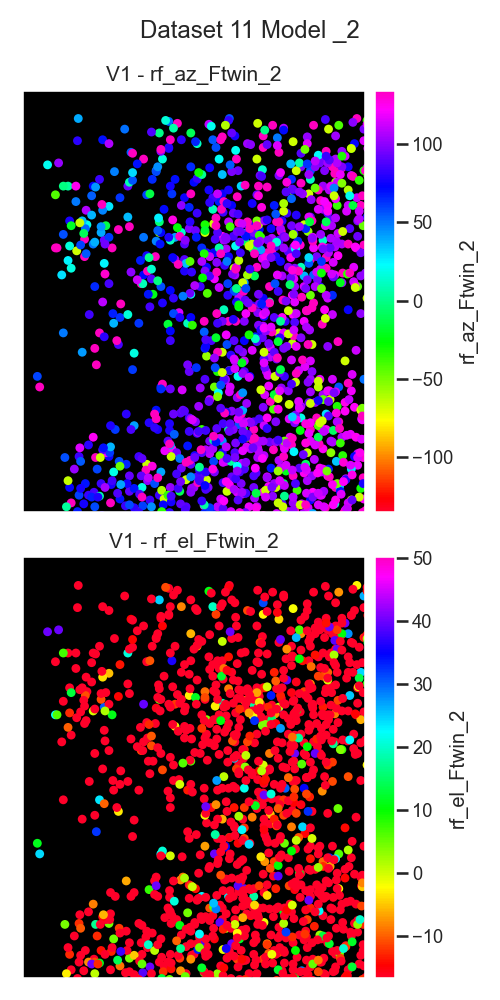 Dataset 11 Model _2
V1 - rf_az_Ftwin_2
100
50
0
−50
−100
rf_az_Ftwin_2
V1 - rf_el_Ftwin_2
50
40
30
20
10
0
−10
rf_el_Ftwin_2